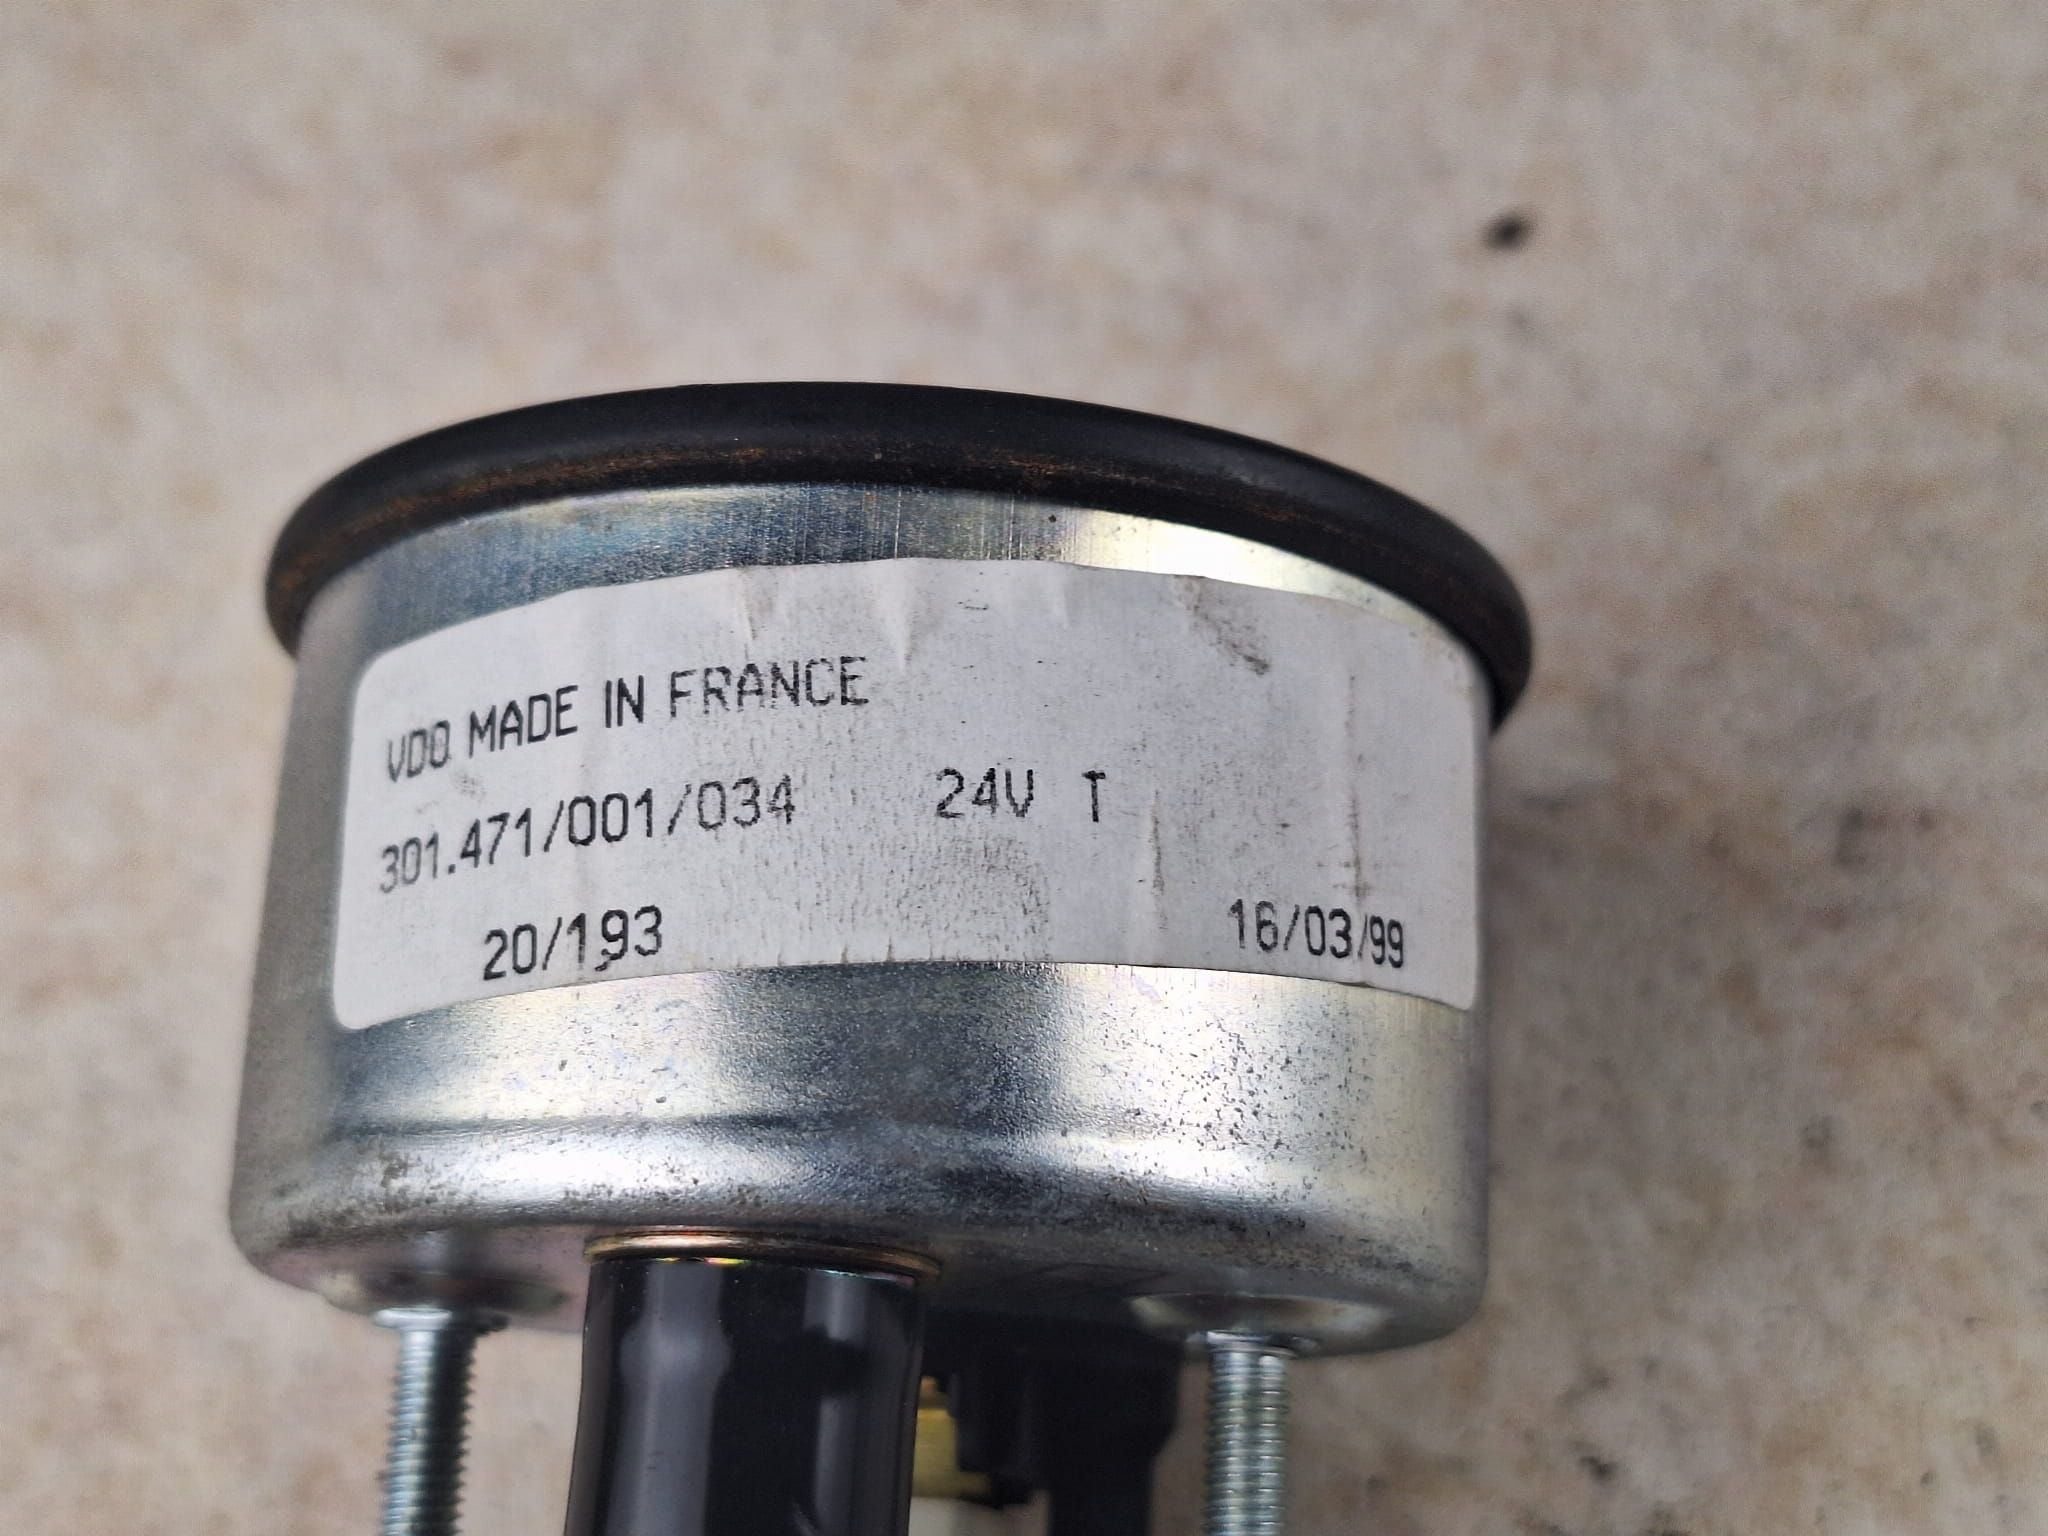 VDO MADE IN FRANCE
301.471/001/034 24V T
20/193 16/03/99